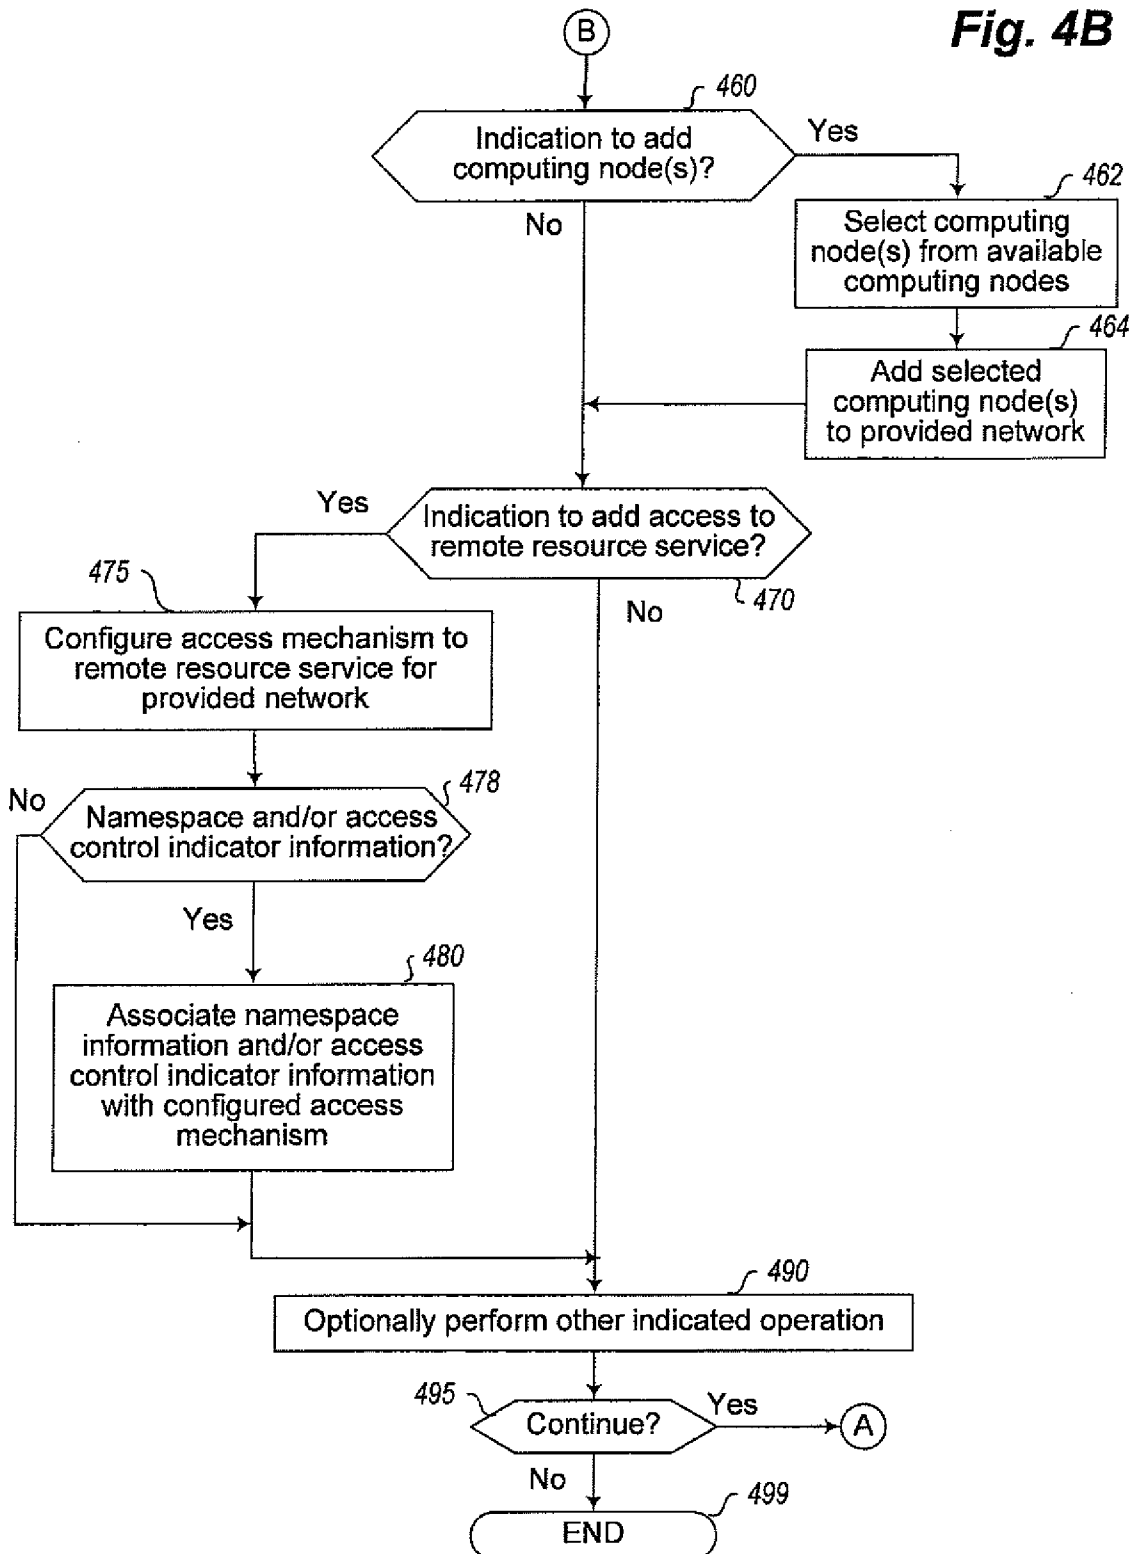 Fig. 4B
B
460
Indication to add
computing node(s)?
Yes
No
462
Select computing
node(s) from available
computing nodes
464
Add selected
computing node(s)
to provided network
Yes
Indication to add access to
remote resource service?
470
No
475
Configure access mechanism to
remote resource service for
provided network
478
No
Namespace and/or access
control indicator information?
Yes
480
Associate namespace
information and/or access
control indicator information
with configured access
mechanism
490
Optionally perform other indicated operation
495
Continue?
Yes
A
No
499
END